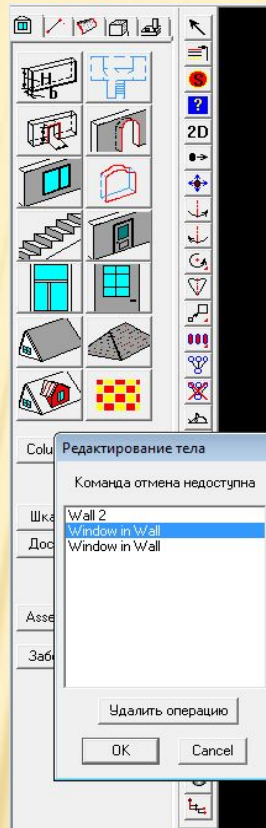 H
б
S
?
2D
Colu
Редактирование тела
Команда отмена недоступна
Шка
Дос
Wall 2
Window in Wall
Window in Wall
Asse
Забо
Удалить операцию
OK
Cancel